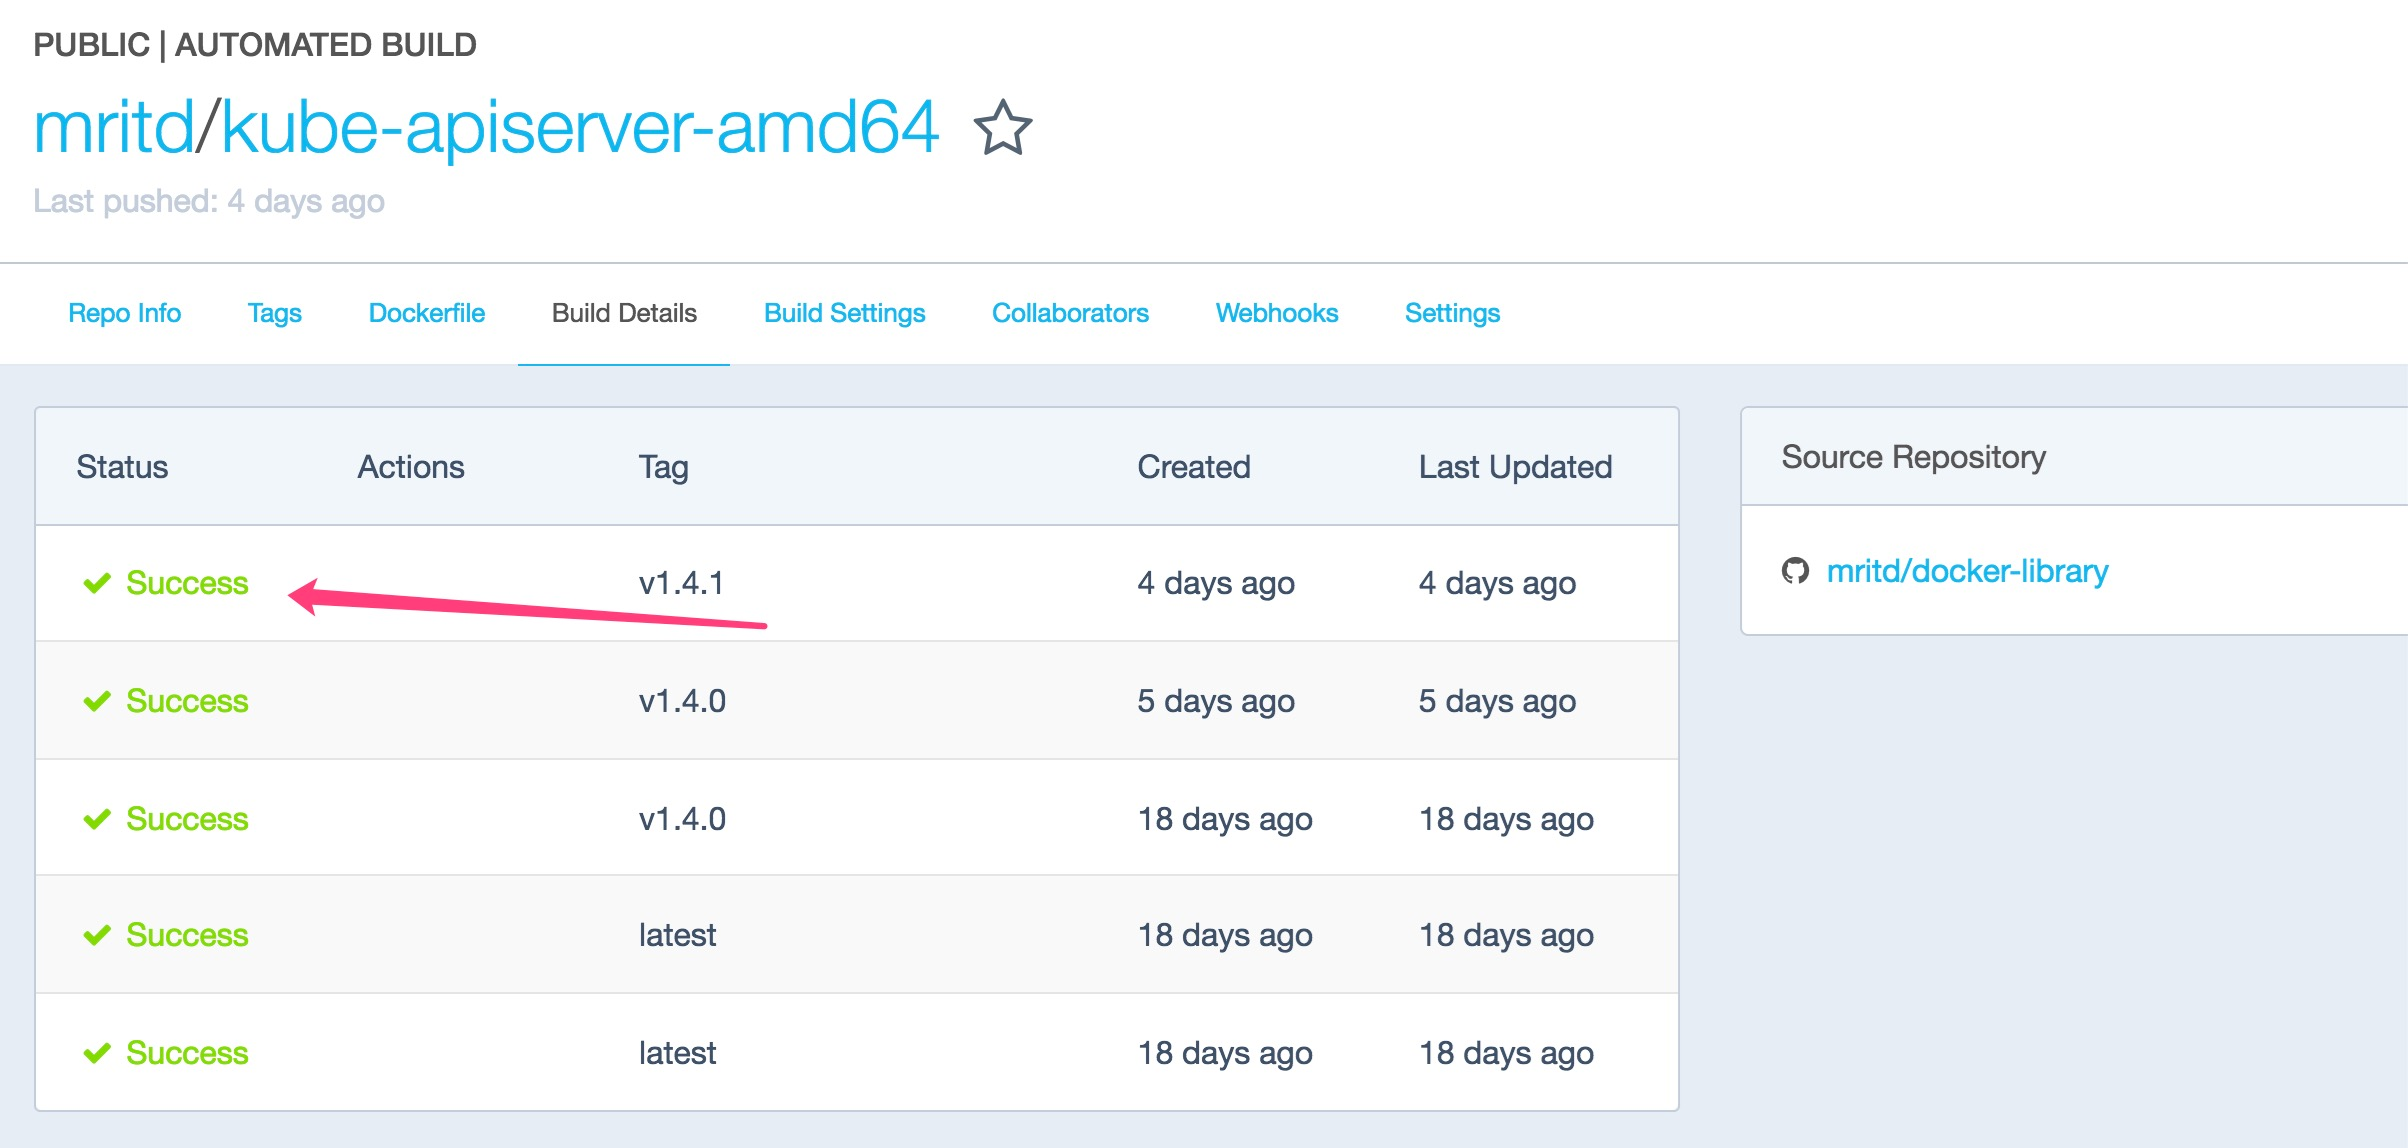 PUBLIC | AUTOMATED BUILD
mritd/kube-apiserver-amd64
Last pushed: 4 days ago
Repo Info Tags Dockerfile Build Details Build Settings Collaborators Webhooks Settings
Status Actions Tag Created Last Updated
Success v1.4.1 4 days ago 4 days ago
Success v1.4.0 5 days ago 5 days ago
Success v1.4.0 18 days ago 18 days ago
Success latest 18 days ago 18 days ago
Success latest 18 days ago 18 days ago
Source Repository
mritd/docker-library